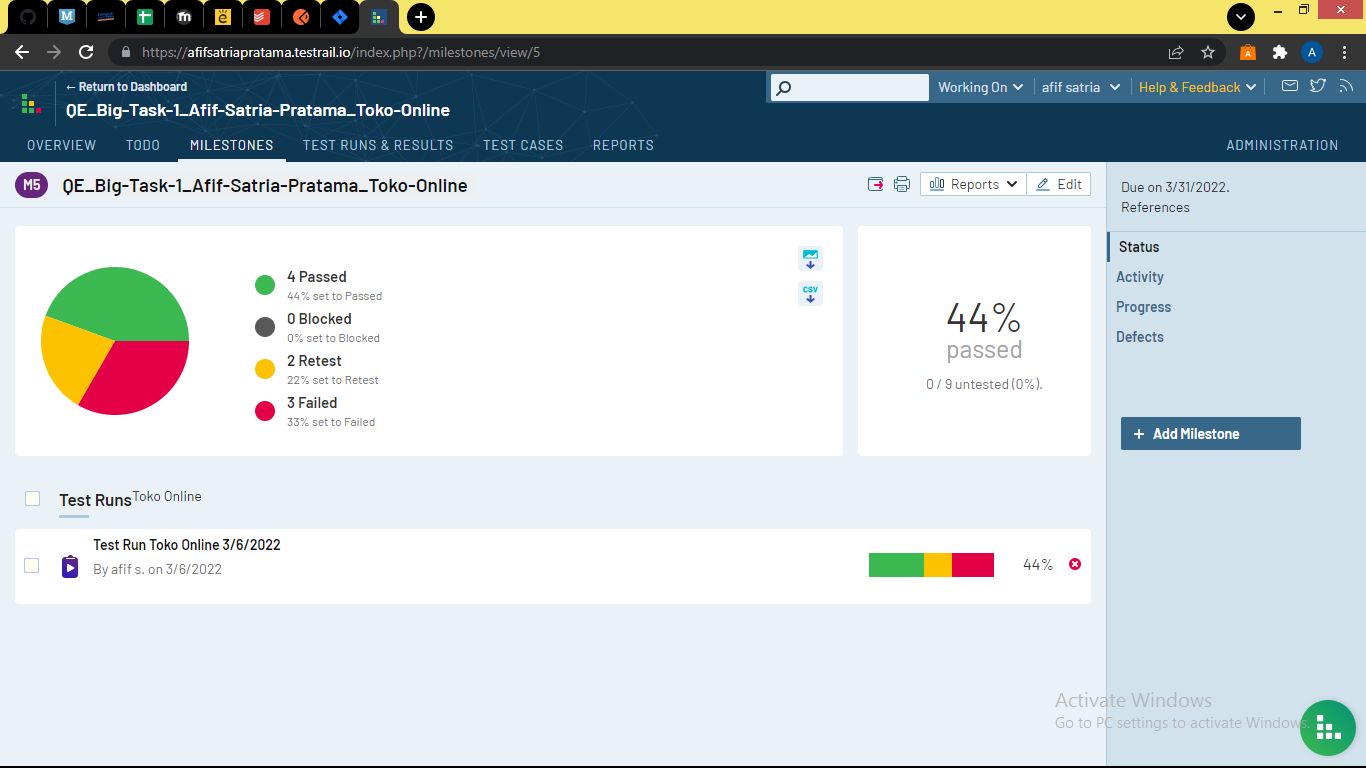 https://afifsatriapratama.testrail.io/index.php?/milestones/view/5
A
← Return to Dashboard
QE_Big-Task-1_Afif-Satria-Pratama_Toko-Online
Working On
afif satria
Help & Feedback
OVERVIEW
TODO
MILESTONES
TEST RUNS & RESULTS
TEST CASES
REPORTS
ADMINISTRATION
M5
QE_Big-Task-1_Afif-Satria-Pratama_Toko-Online
Reports
Edit
Due on 3/31/2022.
References
4 Passed
44% set to Passed
0 Blocked
0% set to Blocked
2 Retest
22% set to Retest
3 Failed
33% set to Failed
CSV
44%
passed
0 / 9 untested (0%).
Status
Activity
Progress
Defects
+ Add Milestone
Test Runs Toko Online
Test Run Toko Online 3/6/2022
By afif s. on 3/6/2022
44%
Activate Windows
Go to PC settings to activate Windows.